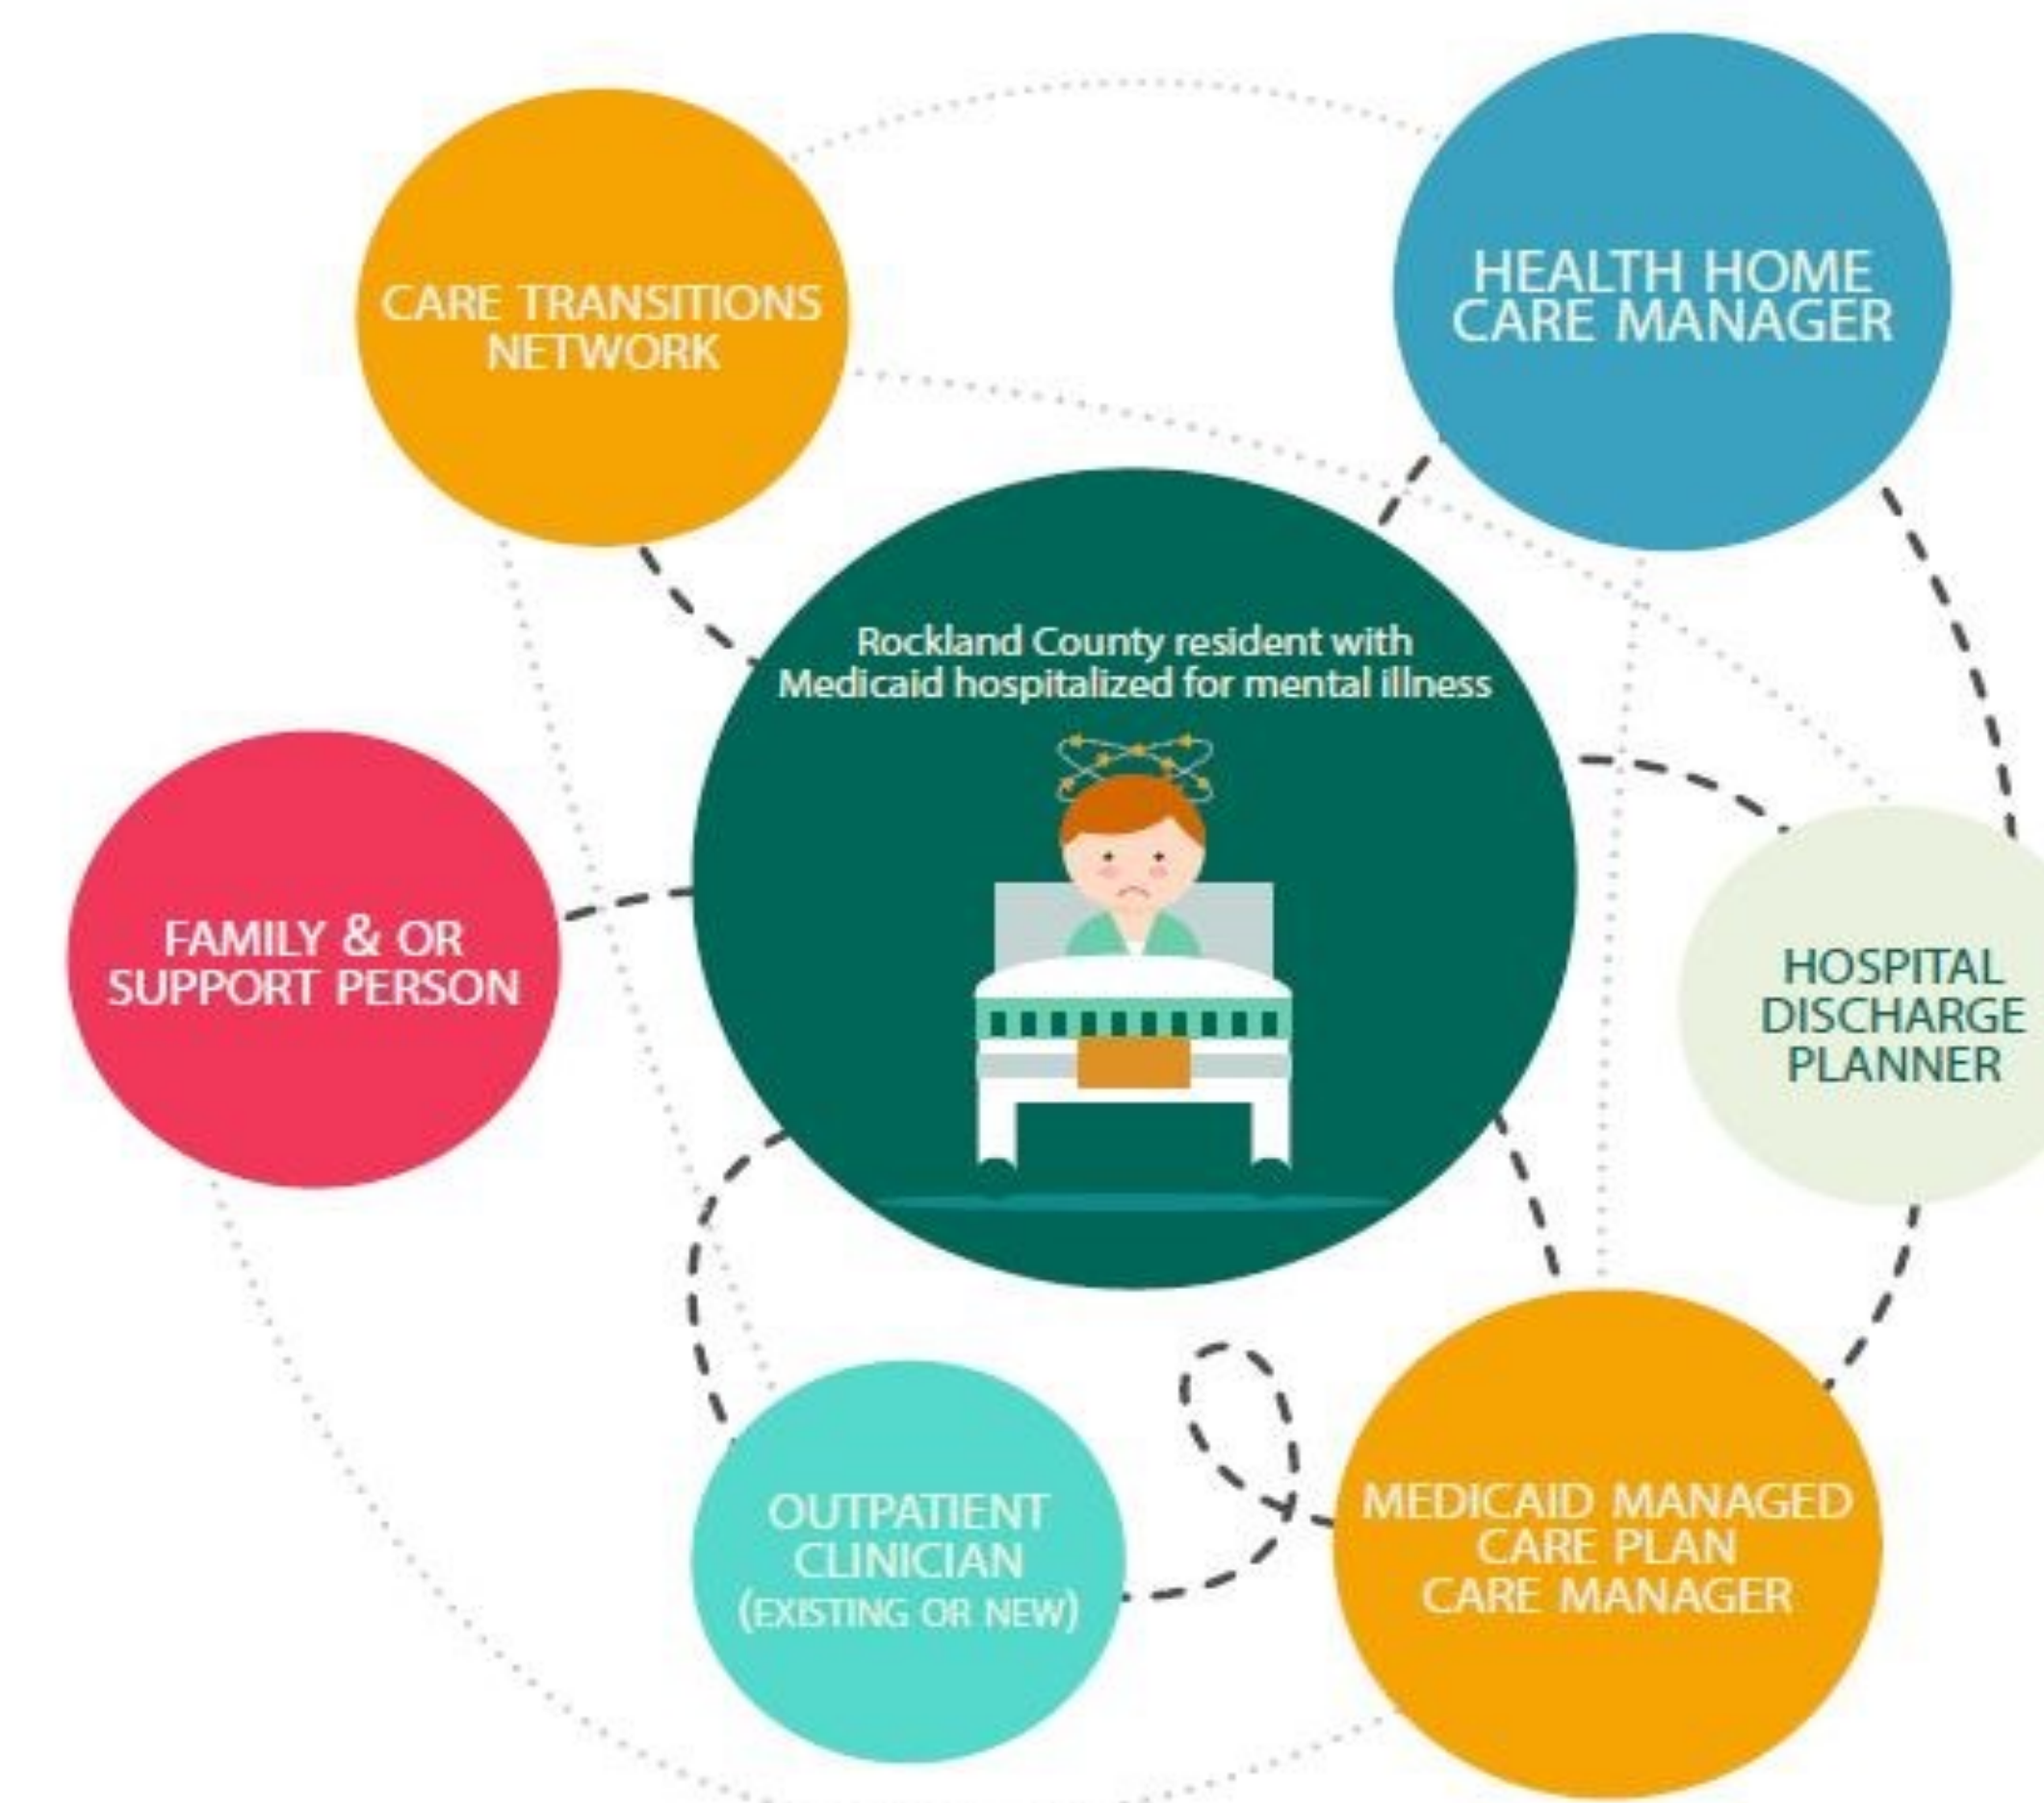 CARE TRANSITIONS
NETWORK
HEALTH HOME
CARE MANAGER
Rockland County resident with
Medicaid hospitalized for mental illness
FAMILY & OR
SUPPORT PERSON
HOSPITAL
DISCHARGE
PLANNER
OUTPATIENT
CLINICIAN
(EXISTING OR NEW)
MEDICAID MANAGED
CARE PLAN
CARE MANAGER